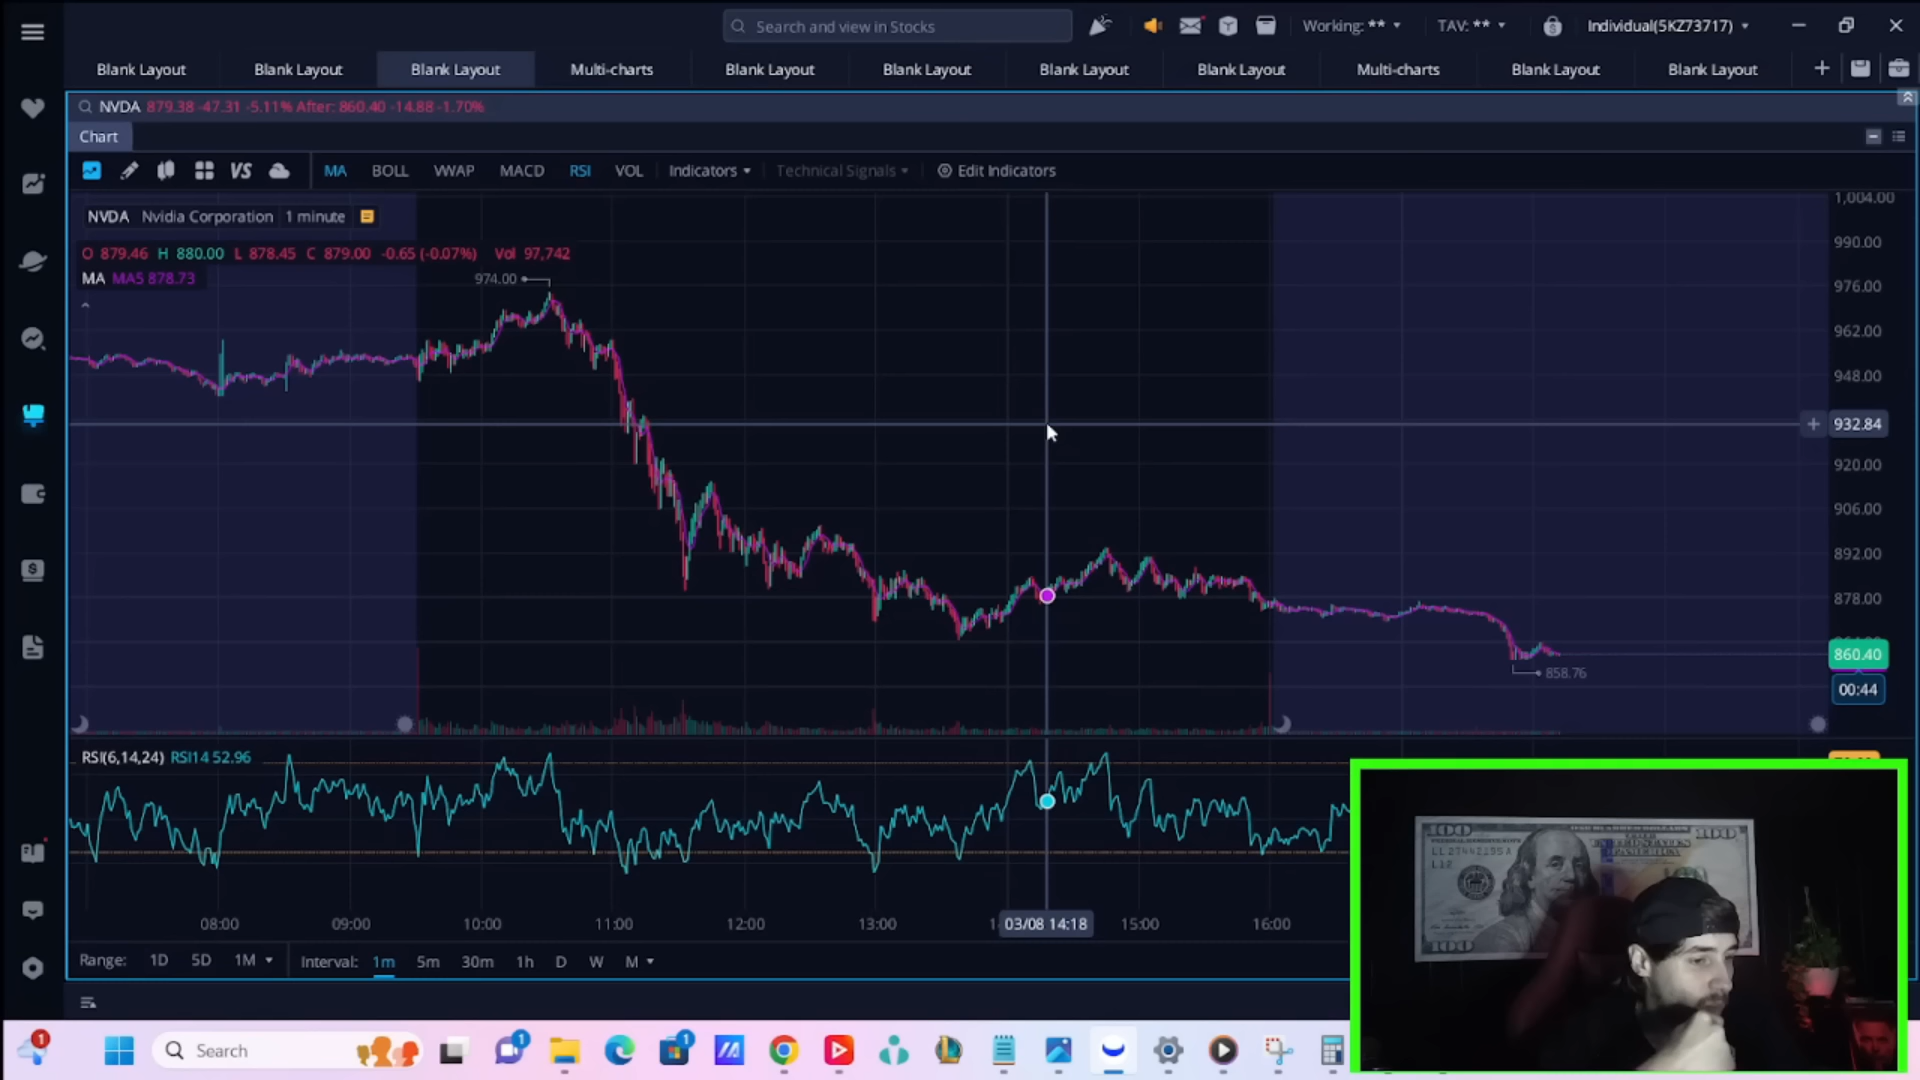 Search and view in Stocks
Working: **
TAV: **
Individual(5KZ73717)
Blank Layout
Blank Layout
Blank Layout
Multi-charts
Blank Layout
Blank Layout
Blank Layout
Blank Layout
Multi-charts
Blank Layout
Blank Layout
NVDA 879.38 -47.31 -5.11% After: 860.40 -14.88 -1.70%
Chart
VS
MA BOLL VWAP MACD RSI VOL Indicators Technical Signals Edit Indicators
NVDA Nvidia Corporation 1 minute
O 879.46 H 880.00 L 878.45 C 879.00 -0.65 (-0.07%) Vol 97,742
MA MA5 878.73
974.00
858.76
1,004.00
990.00
976.00
962.00
948.00
932.84
920.00
906.00
892.00
878.00
860.40
00:44
RSI(6,14,24) RSI14 52.96
08:00 09:00 10:00 11:00 12:00 13:00 03/08 14:18 15:00 16:00
Range: 1D 5D 1M Interval: 1m 5m 30m 1h D W M
100
100
100
1
Search
1
1